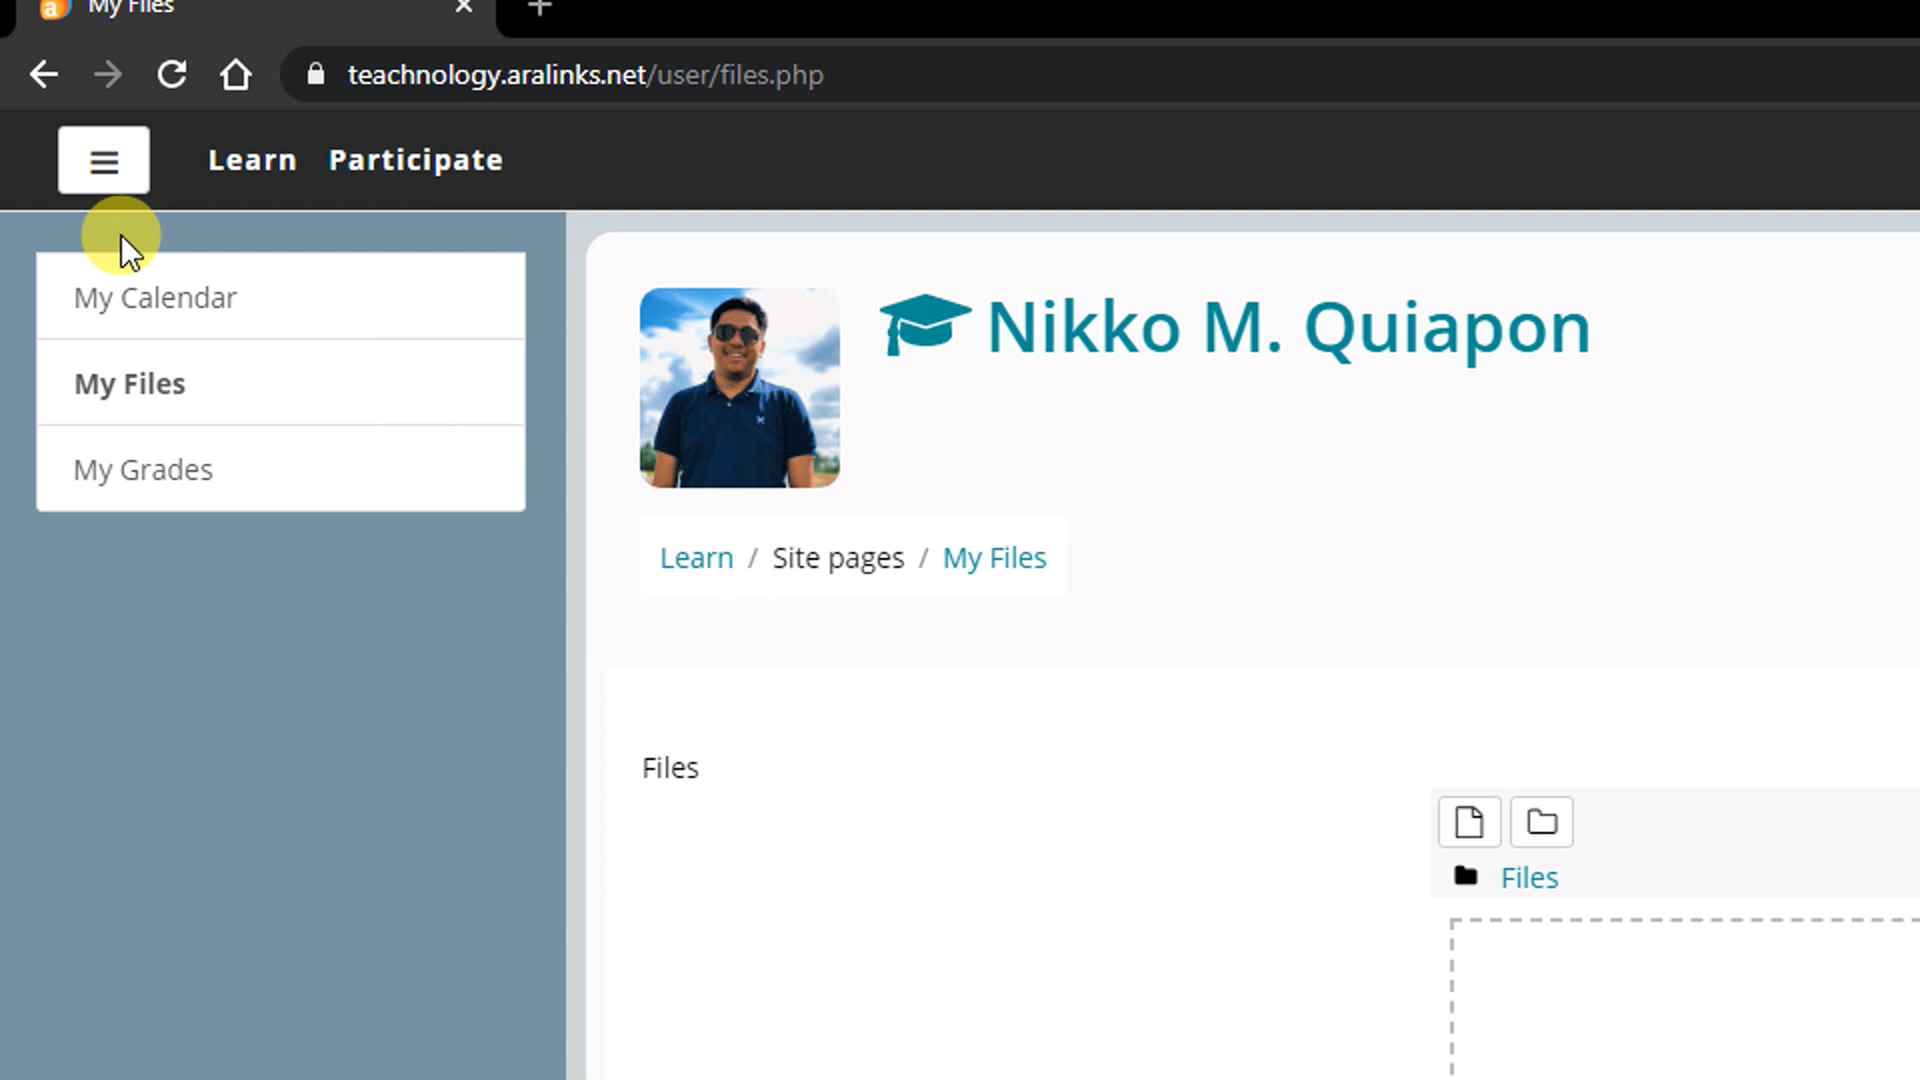 My Files
teachnology.aralinks.net/user/files.php
Learn Participate
My Calendar
My Files
My Grades
Nikko M. Quiapon
Learn / Site pages / My Files
Files
Files